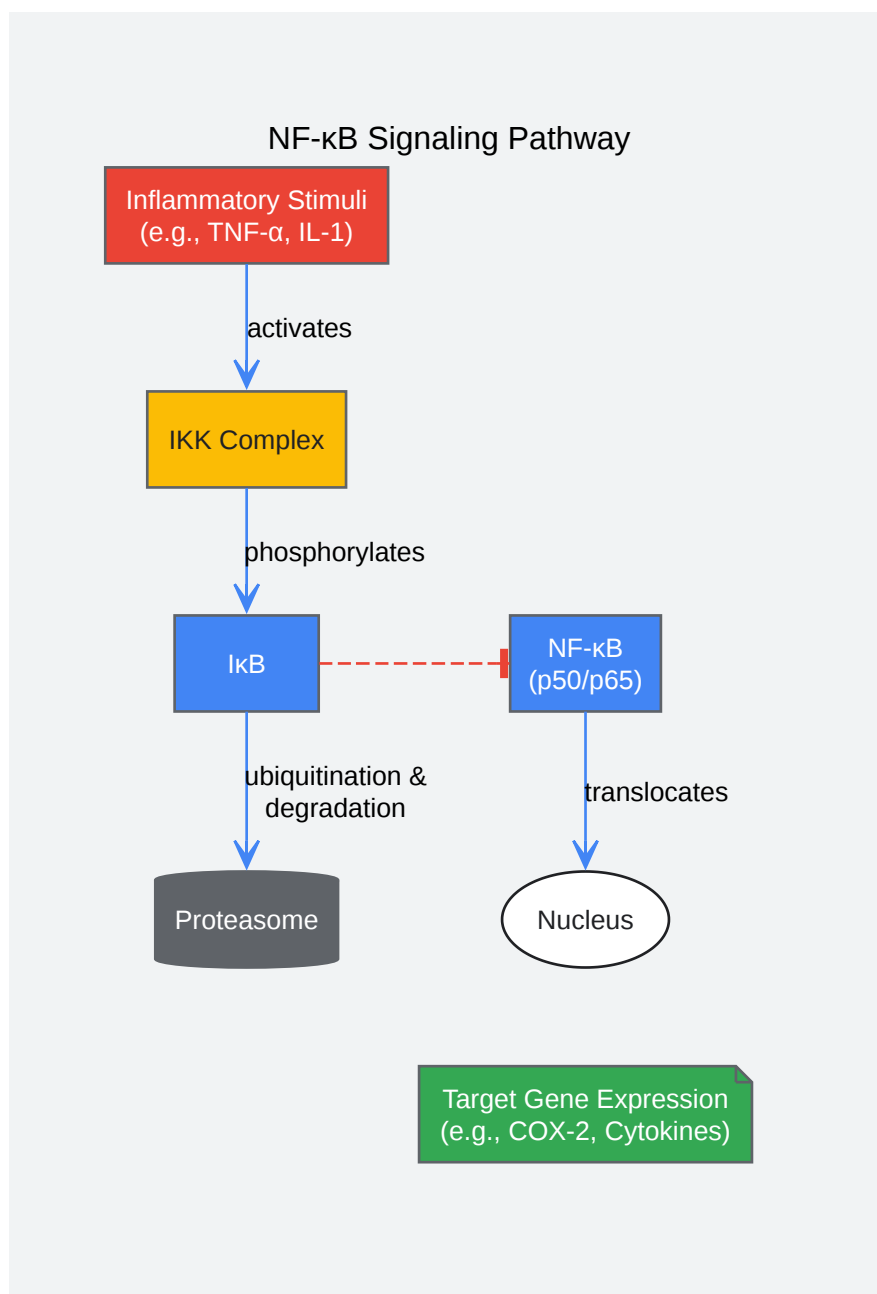 NF-κB Signaling Pathway
Inflammatory Stimuli
(e.g., TNF-α, IL-1)
activates
IKK Complex
phosphorylates
IκB
NF-κB
(p50/p65)
ubiquitination &
degradation
translocates
Proteasome
Nucleus
Target Gene Expression
(e.g., COX-2, Cytokines)